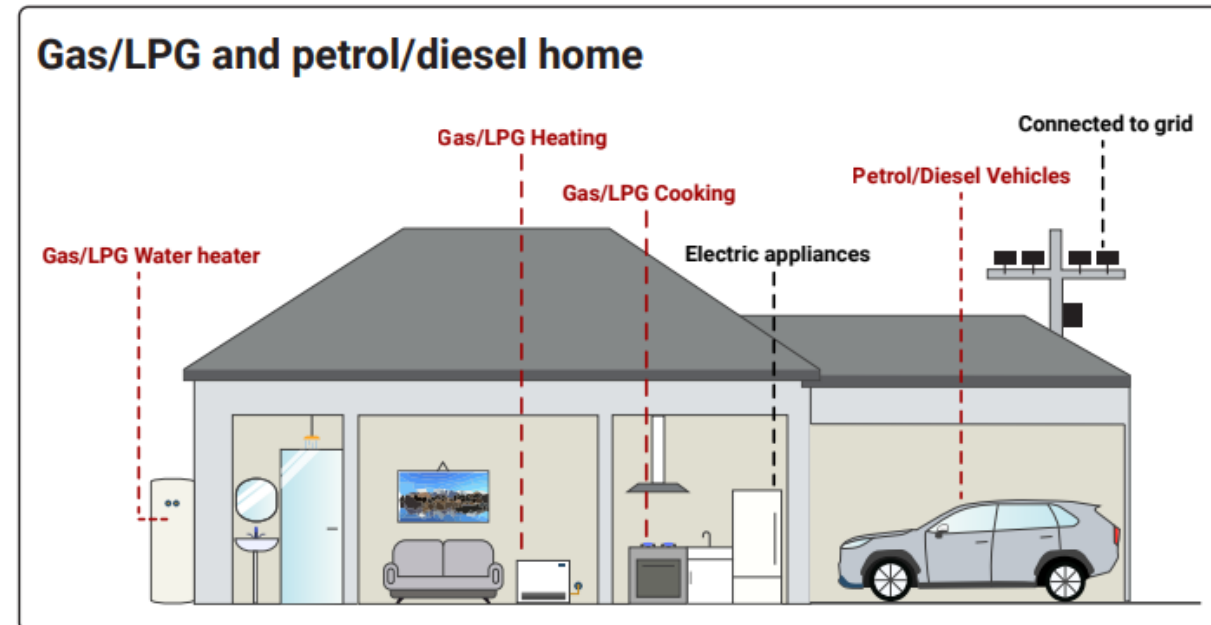 Gas/LPG and petrol/diesel home
Connected to grid
Gas/LPG Heating
Petrol/Diesel Vehicles
Gas/LPG Cooking
Gas/LPG Water heater
Electric appliances